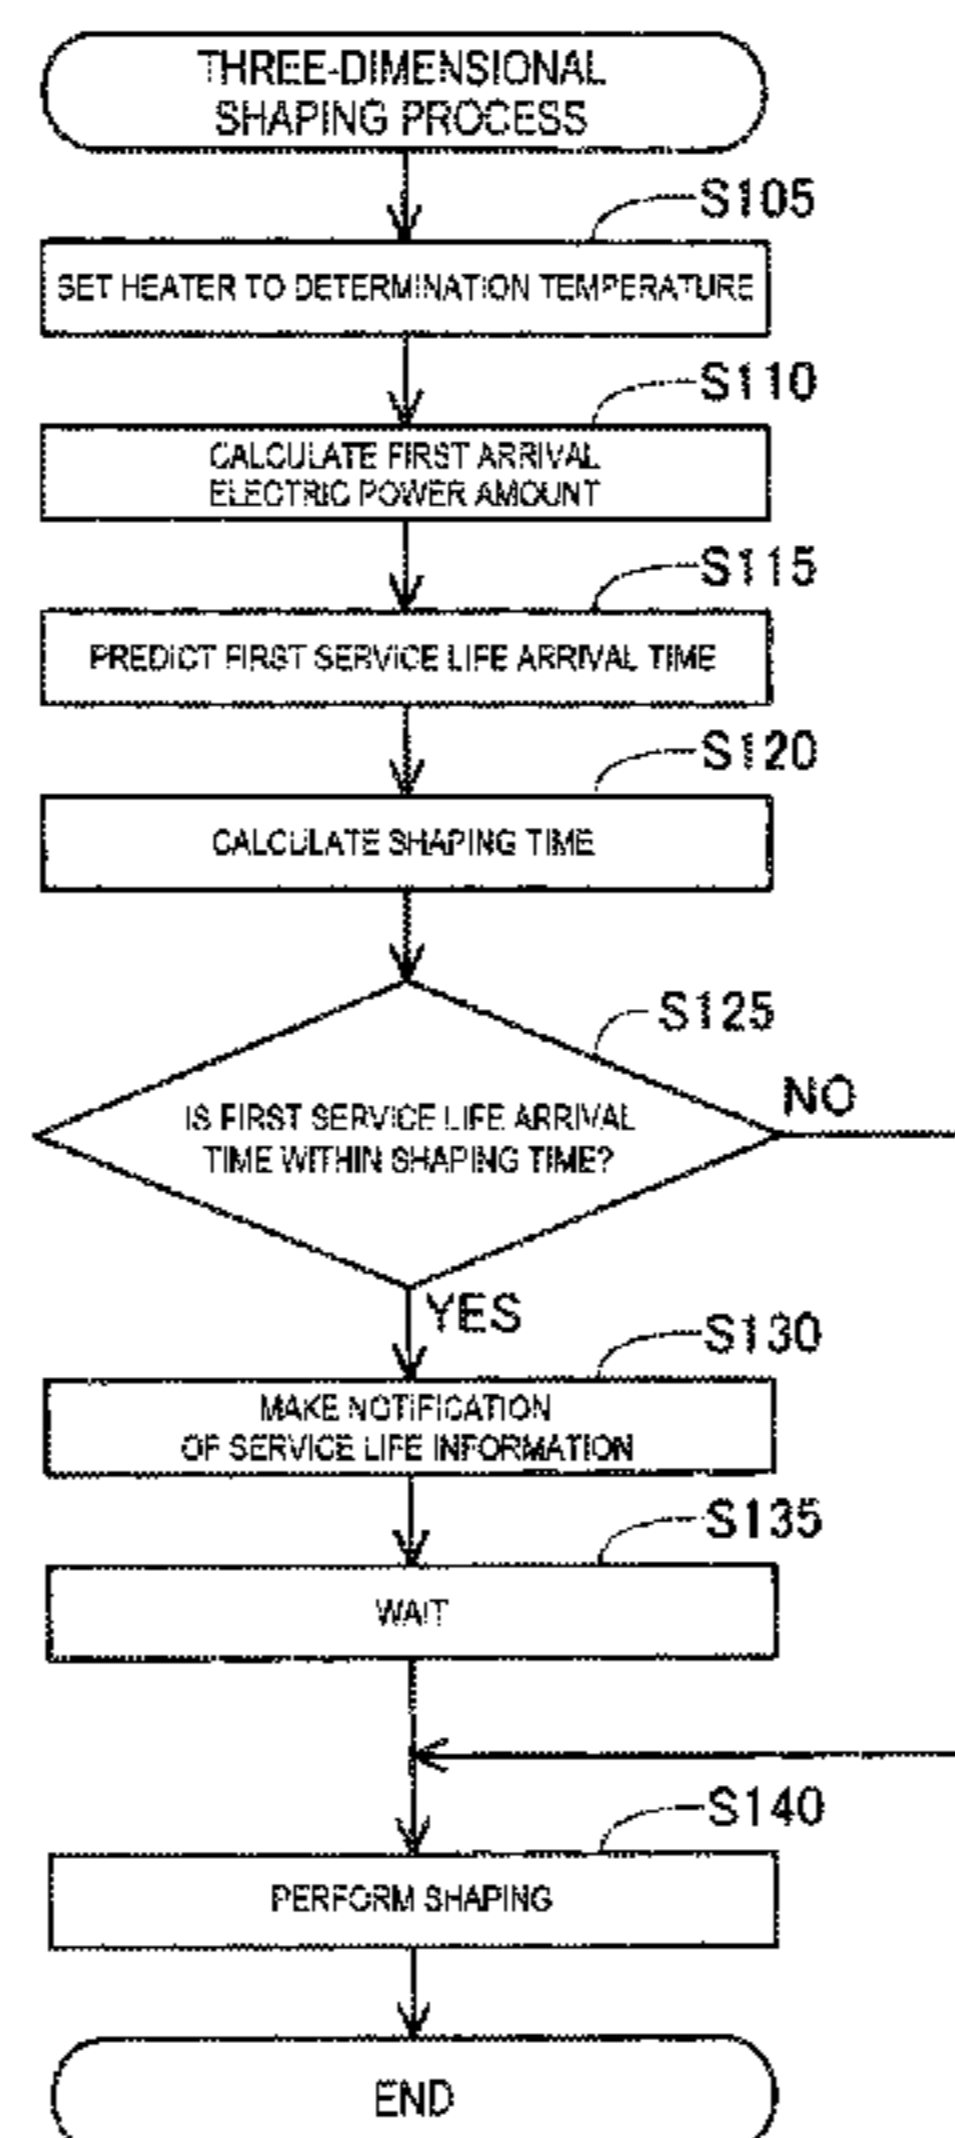 THREE-DIMENSIONAL
SHAPING PROCESS
S105
SET HEATER TO DETERMINATION TEMPERATURE
S110
CALCULATE FIRST ARRIVAL
ELECTRIC POWER AMOUNT
S115
PREDICT FIRST SERVICE LIFE ARRIVAL TIME
S120
CALCULATE SHAPING TIME
S125
NO
IS FIRST SERVICE LIFE ARRIVAL
TIME WITHIN SHAPING TIME?
YES
S130
MAKE NOTIFICATION
OF SERVICE LIFE INFORMATION
S135
WAIT
S140
PERFORM SHAPING
END